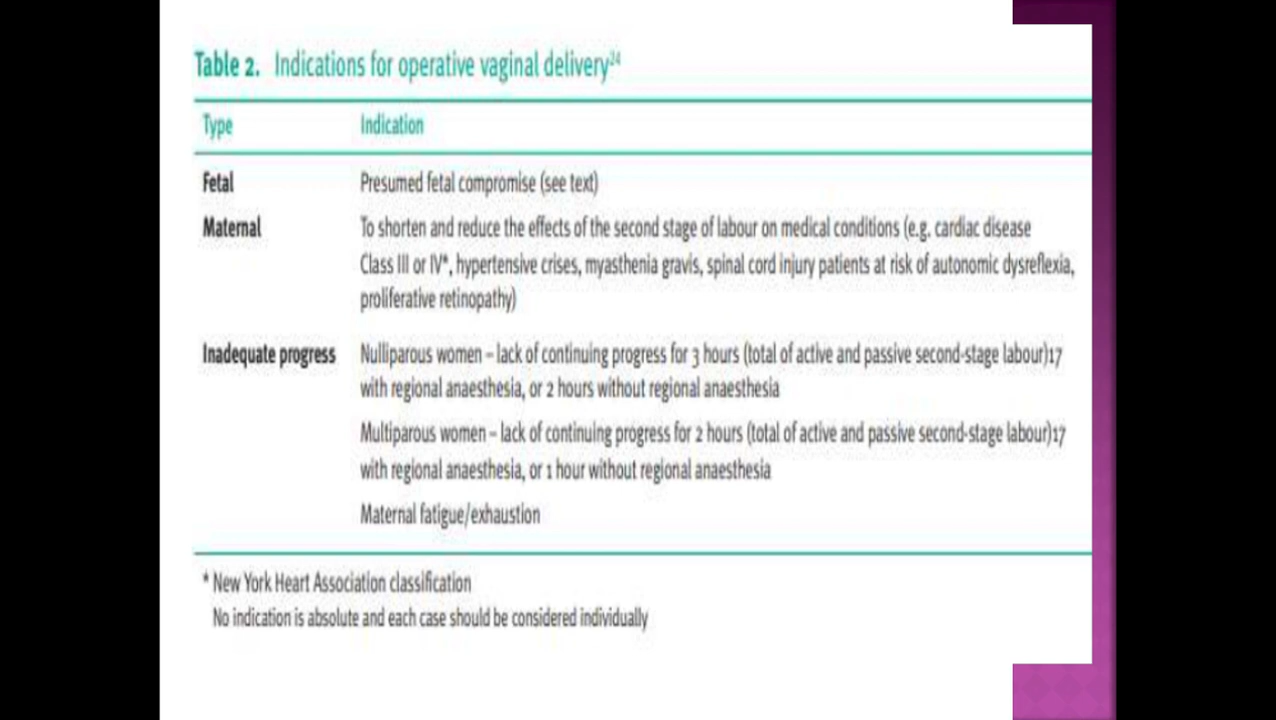 Table 2. Indications for operative vaginal delivery24
Type Indication
Fetal Presumed fetal compromise (see text)
Maternal To shorten and reduce the effects of the second stage of labour on medical conditions (e.g. cardiac disease
Class III or IV*, hypertensive crises, myasthenia gravis, spinal cord injury patients at risk of autonomic dysreflexia,
proliferative retinopathy)
Inadequate progress Nulliparous women – lack of continuing progress for 3 hours (total of active and passive second-stage labour)17
with regional anaesthesia, or 2 hours without regional anaesthesia
Multiparous women – lack of continuing progress for 2 hours (total of active and passive second-stage labour)17
with regional anaesthesia, or 1 hour without regional anaesthesia
Maternal fatigue/exhaustion
* New York Heart Association classification
No indication is absolute and each case should be considered individually